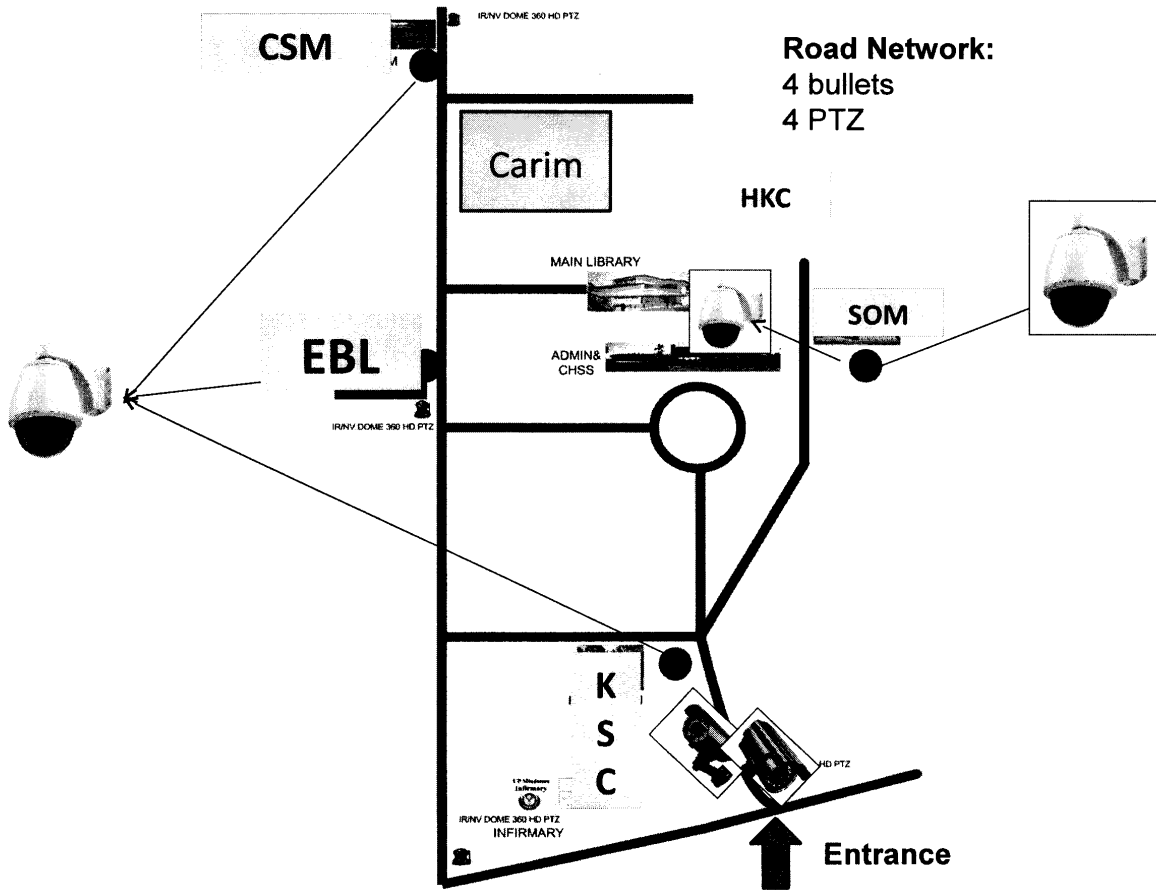 IR/NV DOME 360 HD PTZ
CSM
M
Road Network:
4 bullets
4 PTZ
Carim
HKC
MAIN LIBRARY
SOM
EBL
ADMIN&
CHSS
IR/NV DOME 360 HD PTZ
K
S
C
HD PTZ
UP Mindanao
Infirmary
IR/NV DOME 360 HD PTZ
INFIRMARY
Entrance